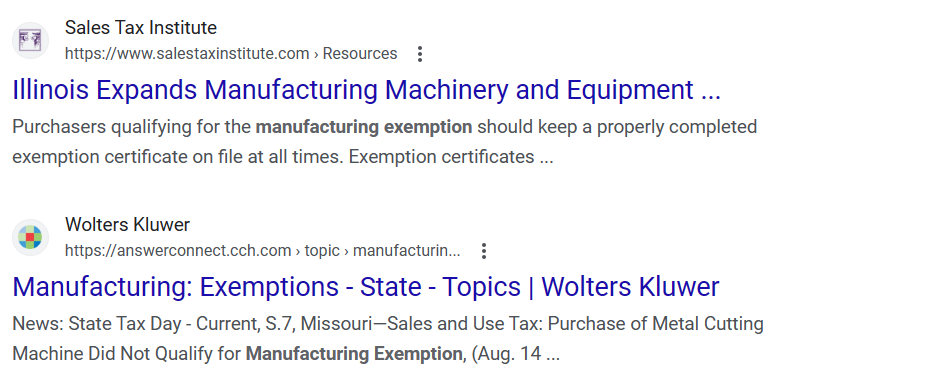 Sales Tax Institute
https://www.salestaxinstitute.com › Resources
Illinois Expands Manufacturing Machinery and Equipment ...
Purchasers qualifying for the manufacturing exemption should keep a properly completed
exemption certificate on file at all times. Exemption certificates ...
Wolters Kluwer
https://answerconnect.cch.com › topic › manufacturin...
Manufacturing: Exemptions - State - Topics | Wolters Kluwer
News: State Tax Day - Current, S.7, Missouri—Sales and Use Tax: Purchase of Metal Cutting
Machine Did Not Qualify for Manufacturing Exemption, (Aug. 14 ...